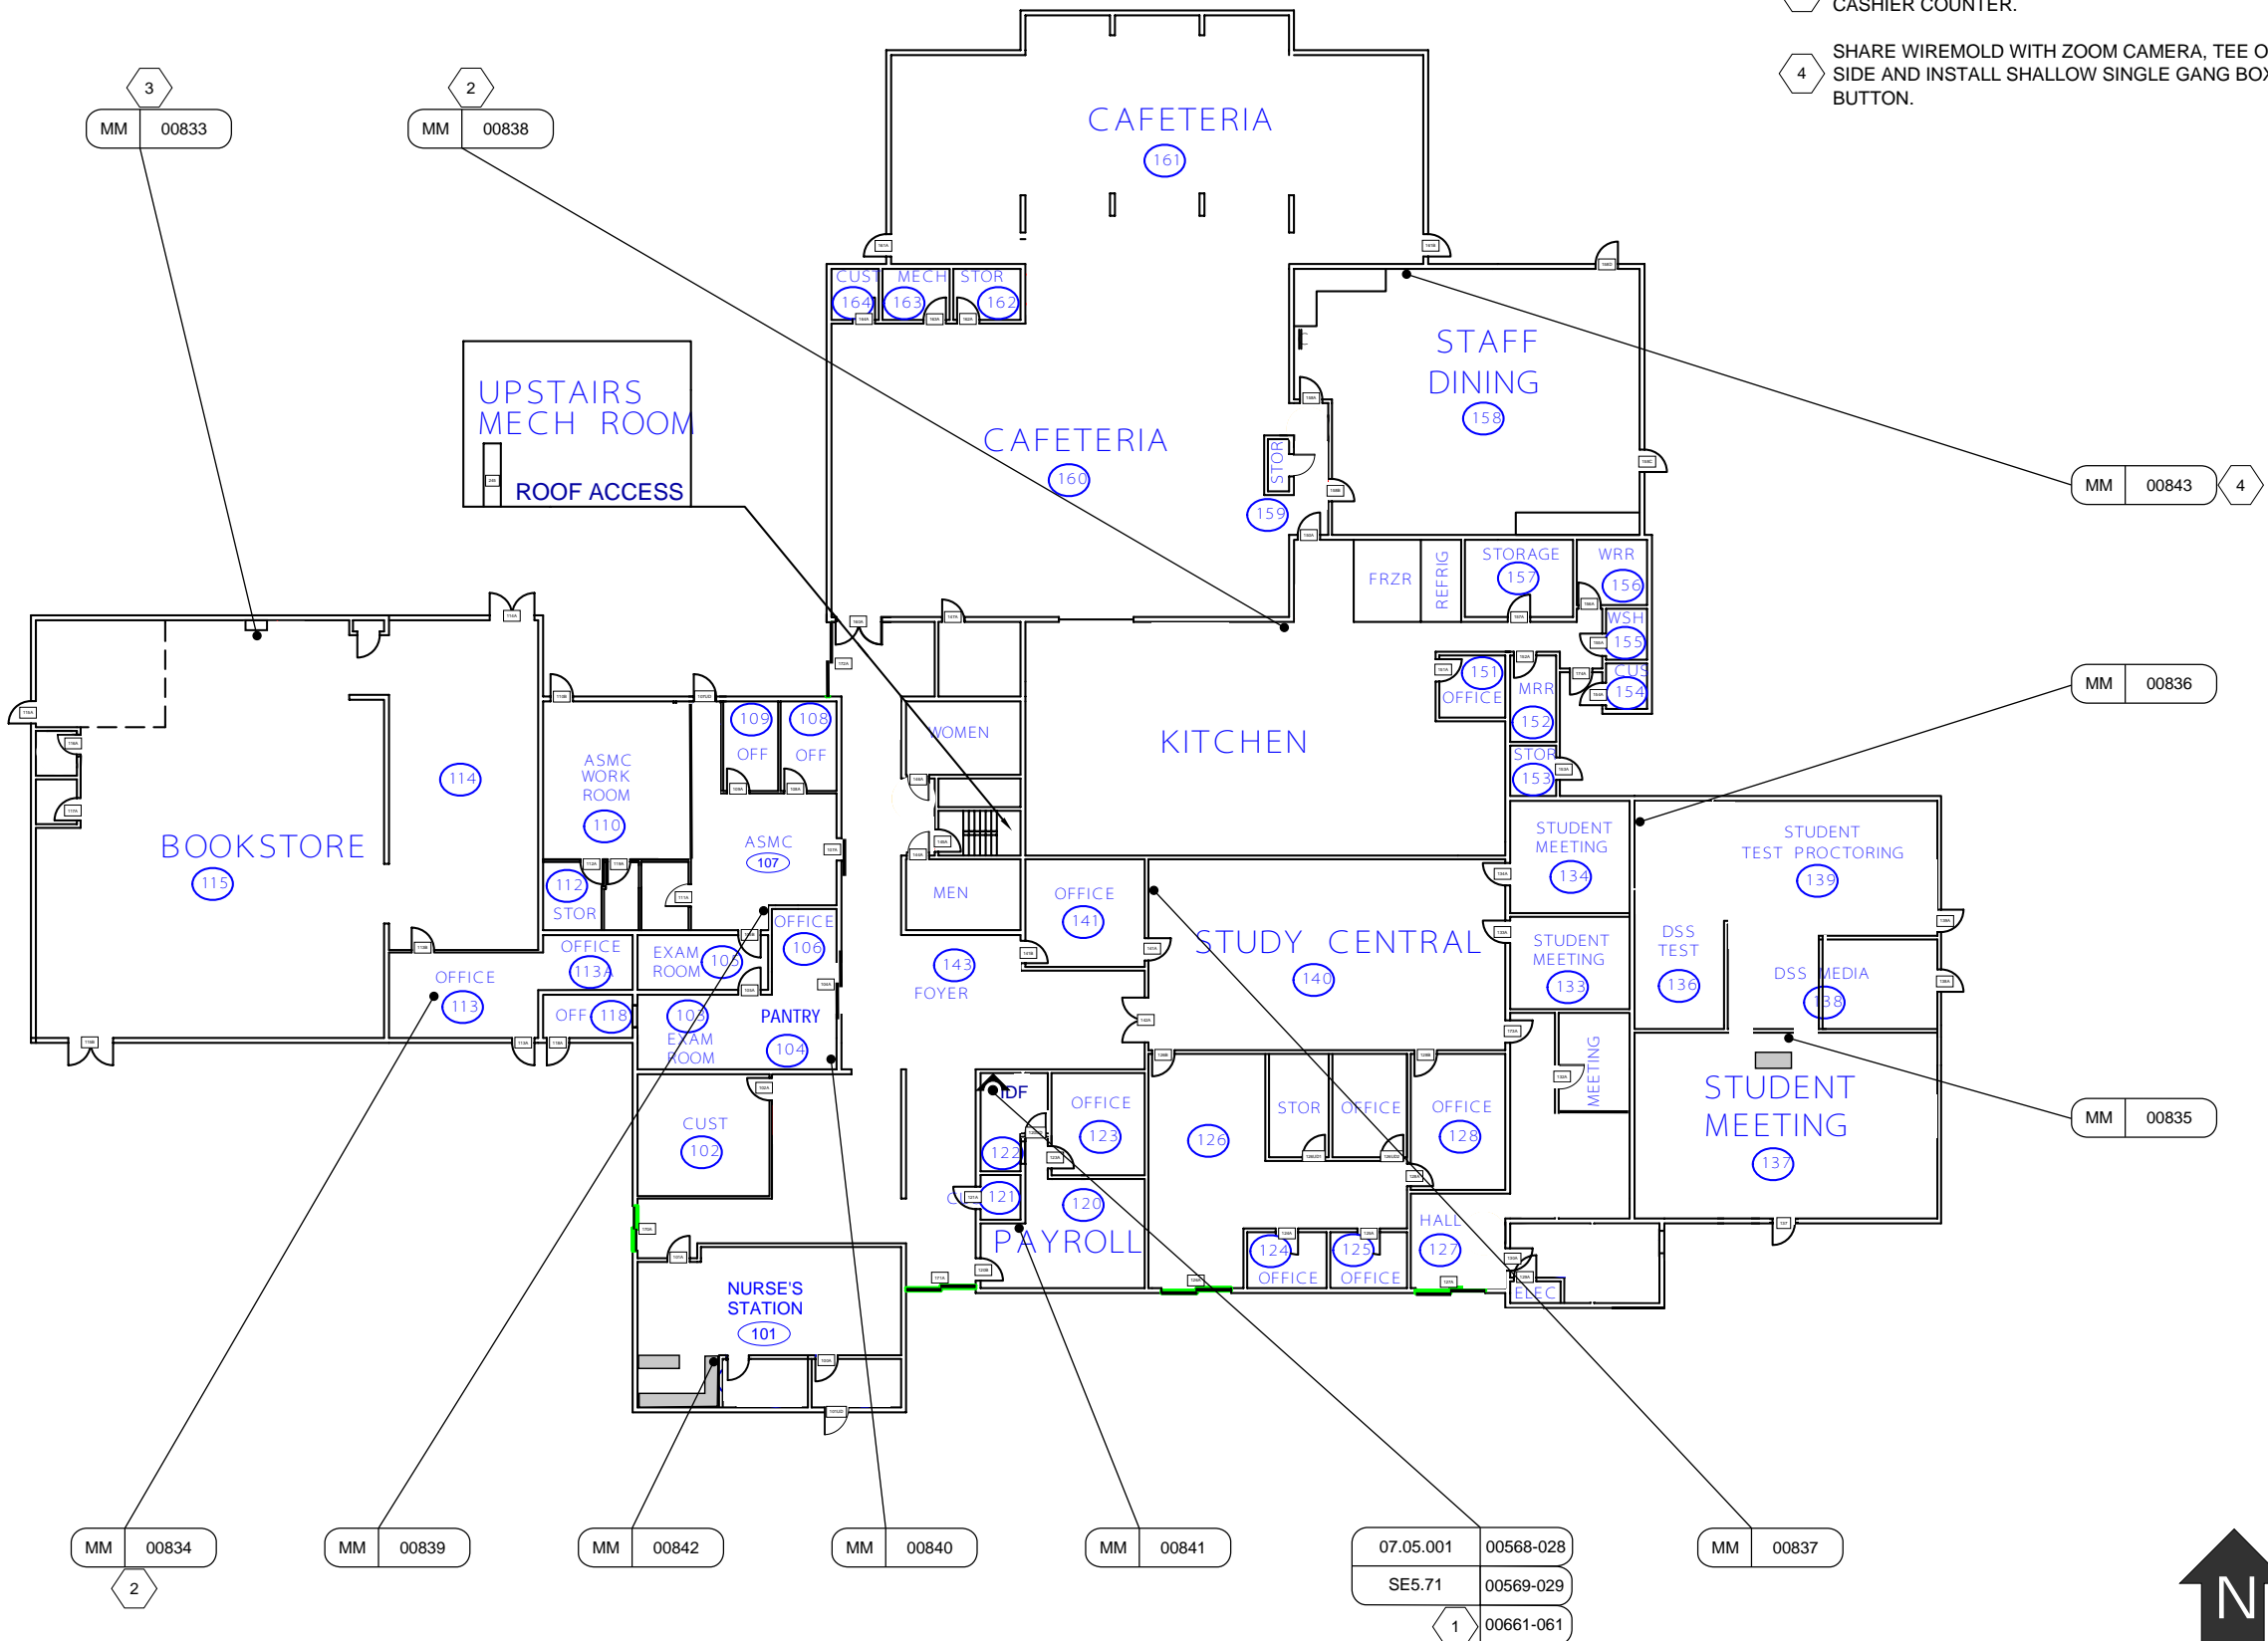 CASHIER COUNTER.
4
SHARE WIREMOLD WITH ZOOM CAMERA, TEE O
SIDE AND INSTALL SHALLOW SINGLE GANG BOX
BUTTON.
3
MM 00833
2
MM 00838
CAFETERIA
161
CUST
164
MECH
163
STOR
162
STAFF
DINING
158
UPSTAIRS
MECH ROOM
ROOF ACCESS
CAFETERIA
160
STOR
159
MM 00843
4
FRZR
REFRIG
STORAGE
157
WRR
156
WSH
155
CUS
154
151
OFFICE
MRR
152
STOR
153
MM 00836
WOMEN
KITCHEN
109
OFF
108
OFF
114
ASMC
WORK
ROOM
110
BOOKSTORE
115
ASMC
107
112
STOR
MEN
OFFICE
141
STUDENT
MEETING
134
STUDENT
TEST PROCTORING
139
OFFICE
106
OFFICE
113A
EXAM
ROOM
105
143
FOYER
STUDY CENTRAL
140
STUDENT
MEETING
133
DSS
TEST
136
DSS MEDIA
138
OFFICE
113
OFF
118
103
EXAM
ROOM
PANTRY
104
MEETING
STUDENT
MEETING
137
MM 00835
CUST
102
IDF
122
OFFICE
123
126
STOR
OFFICE
OFFICE
128
121
120
PAYROLL
124
OFFICE
125
OFFICE
HALL
127
ELEC
NURSE'S
STATION
101
MM 00834
2
MM 00839
MM 00842
MM 00840
MM 00841
07.05.001 00568-028
SE5.71 00569-029
1 00661-061
MM 00837
N